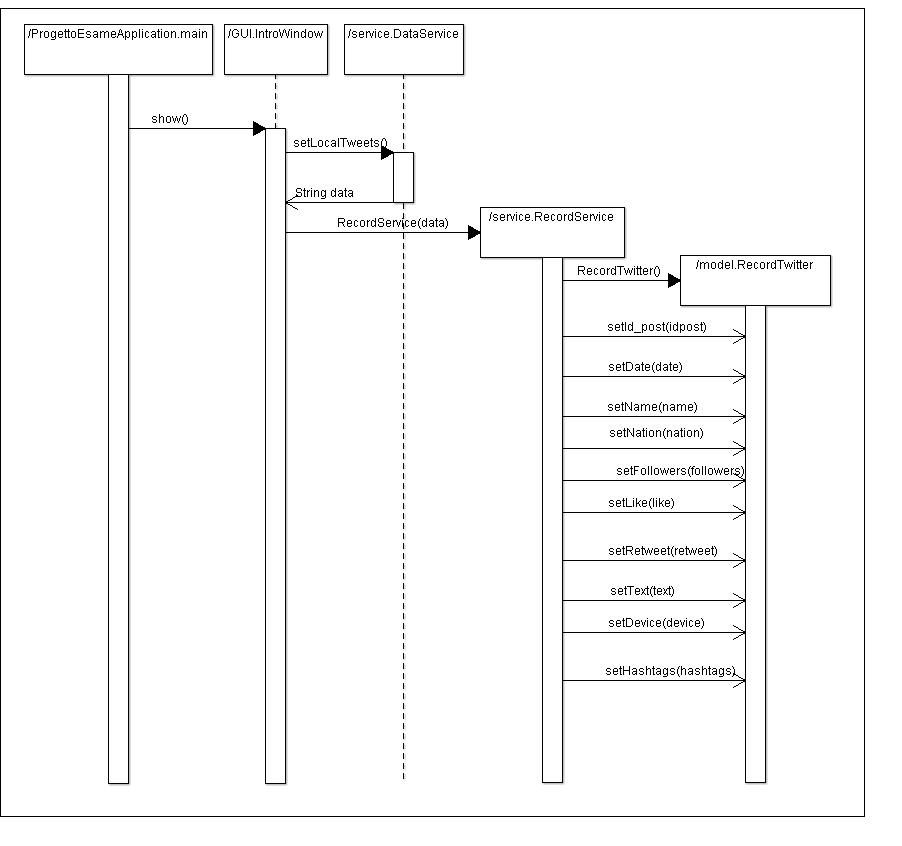 /ProgettoEsameApplication.main
/GUI.IntroWindow
/service.DataService
show()
setLocalTweets()
String data
/service.RecordService
RecordService(data)
/model.RecordTwitter
RecordTwitter()
setId_post(idpost)
setDate(date)
setName(name)
setNation(nation)
setFollowers(followers)
setLike(like)
setRetweet(retweet)
setText(text)
setDevice(device)
setHashtags(hashtags)